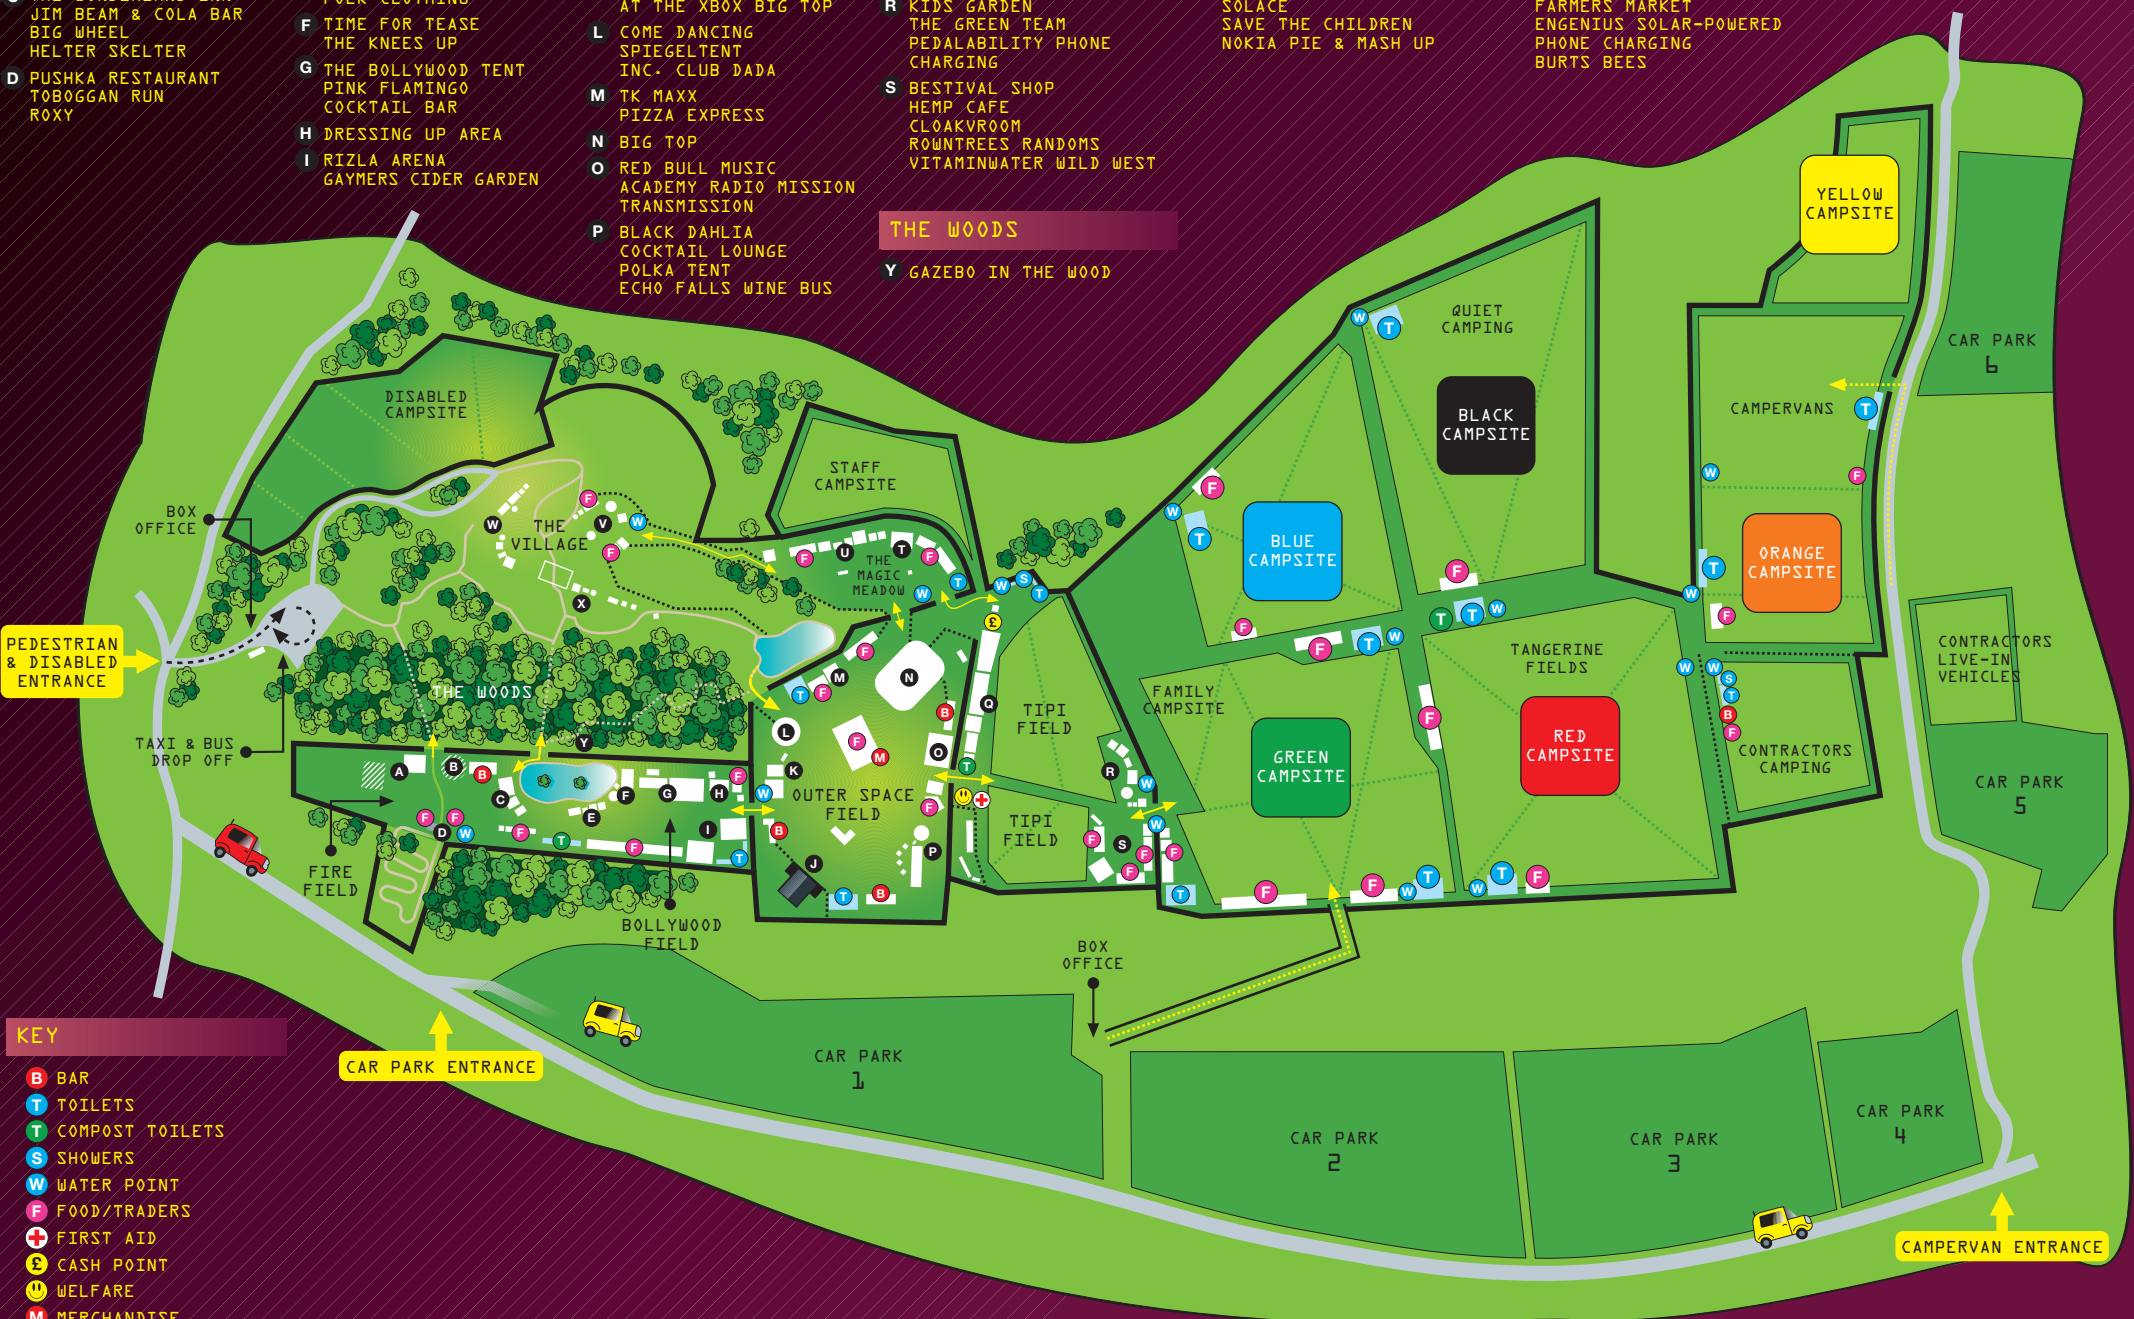 JIM BEAM & COLA BAR
BIG WHEEL
HELTER SKELTER
D PUSHKA RESTAURANT
TOBOGGAN RUN
ROXY
F TIME FOR TEASE
THE KNEES UP
G THE BOLLYWOOD TENT
PINK FLAMINGO
COCKTAIL BAR
H DRESSING UP AREA
I RIZLA ARENA
GAYMERS CIDER GARDEN
AT THE XBOX BIG TOP
L COME DANCING
SPIEGELTENT
INC. CLUB DADA
M TK MAXX
PIZZA EXPRESS
N BIG TOP
O RED BULL MUSIC
ACADEMY RADIO MISSION
TRANSMISSION
P BLACK DAHLIA
COCKTAIL LOUNGE
POLKA TENT
ECHO FALLS WINE BUS
R KIDS GARDEN
THE GREEN TEAM
PEDALABILITY PHONE
CHARGING
S BESTIVAL SHOP
HEMP CAFE
CLOAKVROOM
ROWNTREES RANDOMS
VITAMINWATER WILD WEST
THE WOODS
Y GAZEBO IN THE WOOD
SOLACE
SAVE THE CHILDREN
NOKIA PIE & MASH UP
FARMERS MARKET
ENGENIUS SOLAR-POWERED
PHONE CHARGING
BURTS BEES
YELLOW
CAMPSITE
QUIET
CAMPING
CAR PARK
6
DISABLED
CAMPSITE
BLACK
CAMPSITE
CAMPERVANS
STAFF
CAMPSITE
BOX
OFFICE
THE
VILLAGE
THE
MAGIC
MEADOW
BLUE
CAMPSITE
ORANGE
CAMPSITE
PEDESTRIAN
& DISABLED
ENTRANCE
THE WOODS
TAXI & BUS
DROP OFF
TIPI
FIELD
FAMILY
CAMPSITE
TANGERINE
FIELDS
CONTRACTORS
LIVE-IN
VEHICLES
GREEN
CAMPSITE
RED
CAMPSITE
CONTRACTORS
CAMPING
CAR PARK
5
OUTER SPACE
FIELD
TIPI
FIELD
FIRE
FIELD
BOLLYWOOD
FIELD
BOX
OFFICE
CAR PARK ENTRANCE
CAR PARK
1
CAR PARK
2
CAR PARK
3
CAR PARK
4
CAMPERVAN ENTRANCE
KEY
B BAR
T TOILETS
T COMPOST TOILETS
S SHOWERS
W WATER POINT
F FOOD/TRADERS
FIRST AID
£ CASH POINT
WELFARE
M MERCHANDISE